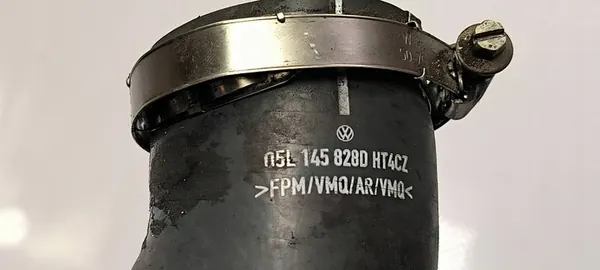 05L 145 828D HT4CZ
>FPM/VMQ/AR/VMQ<